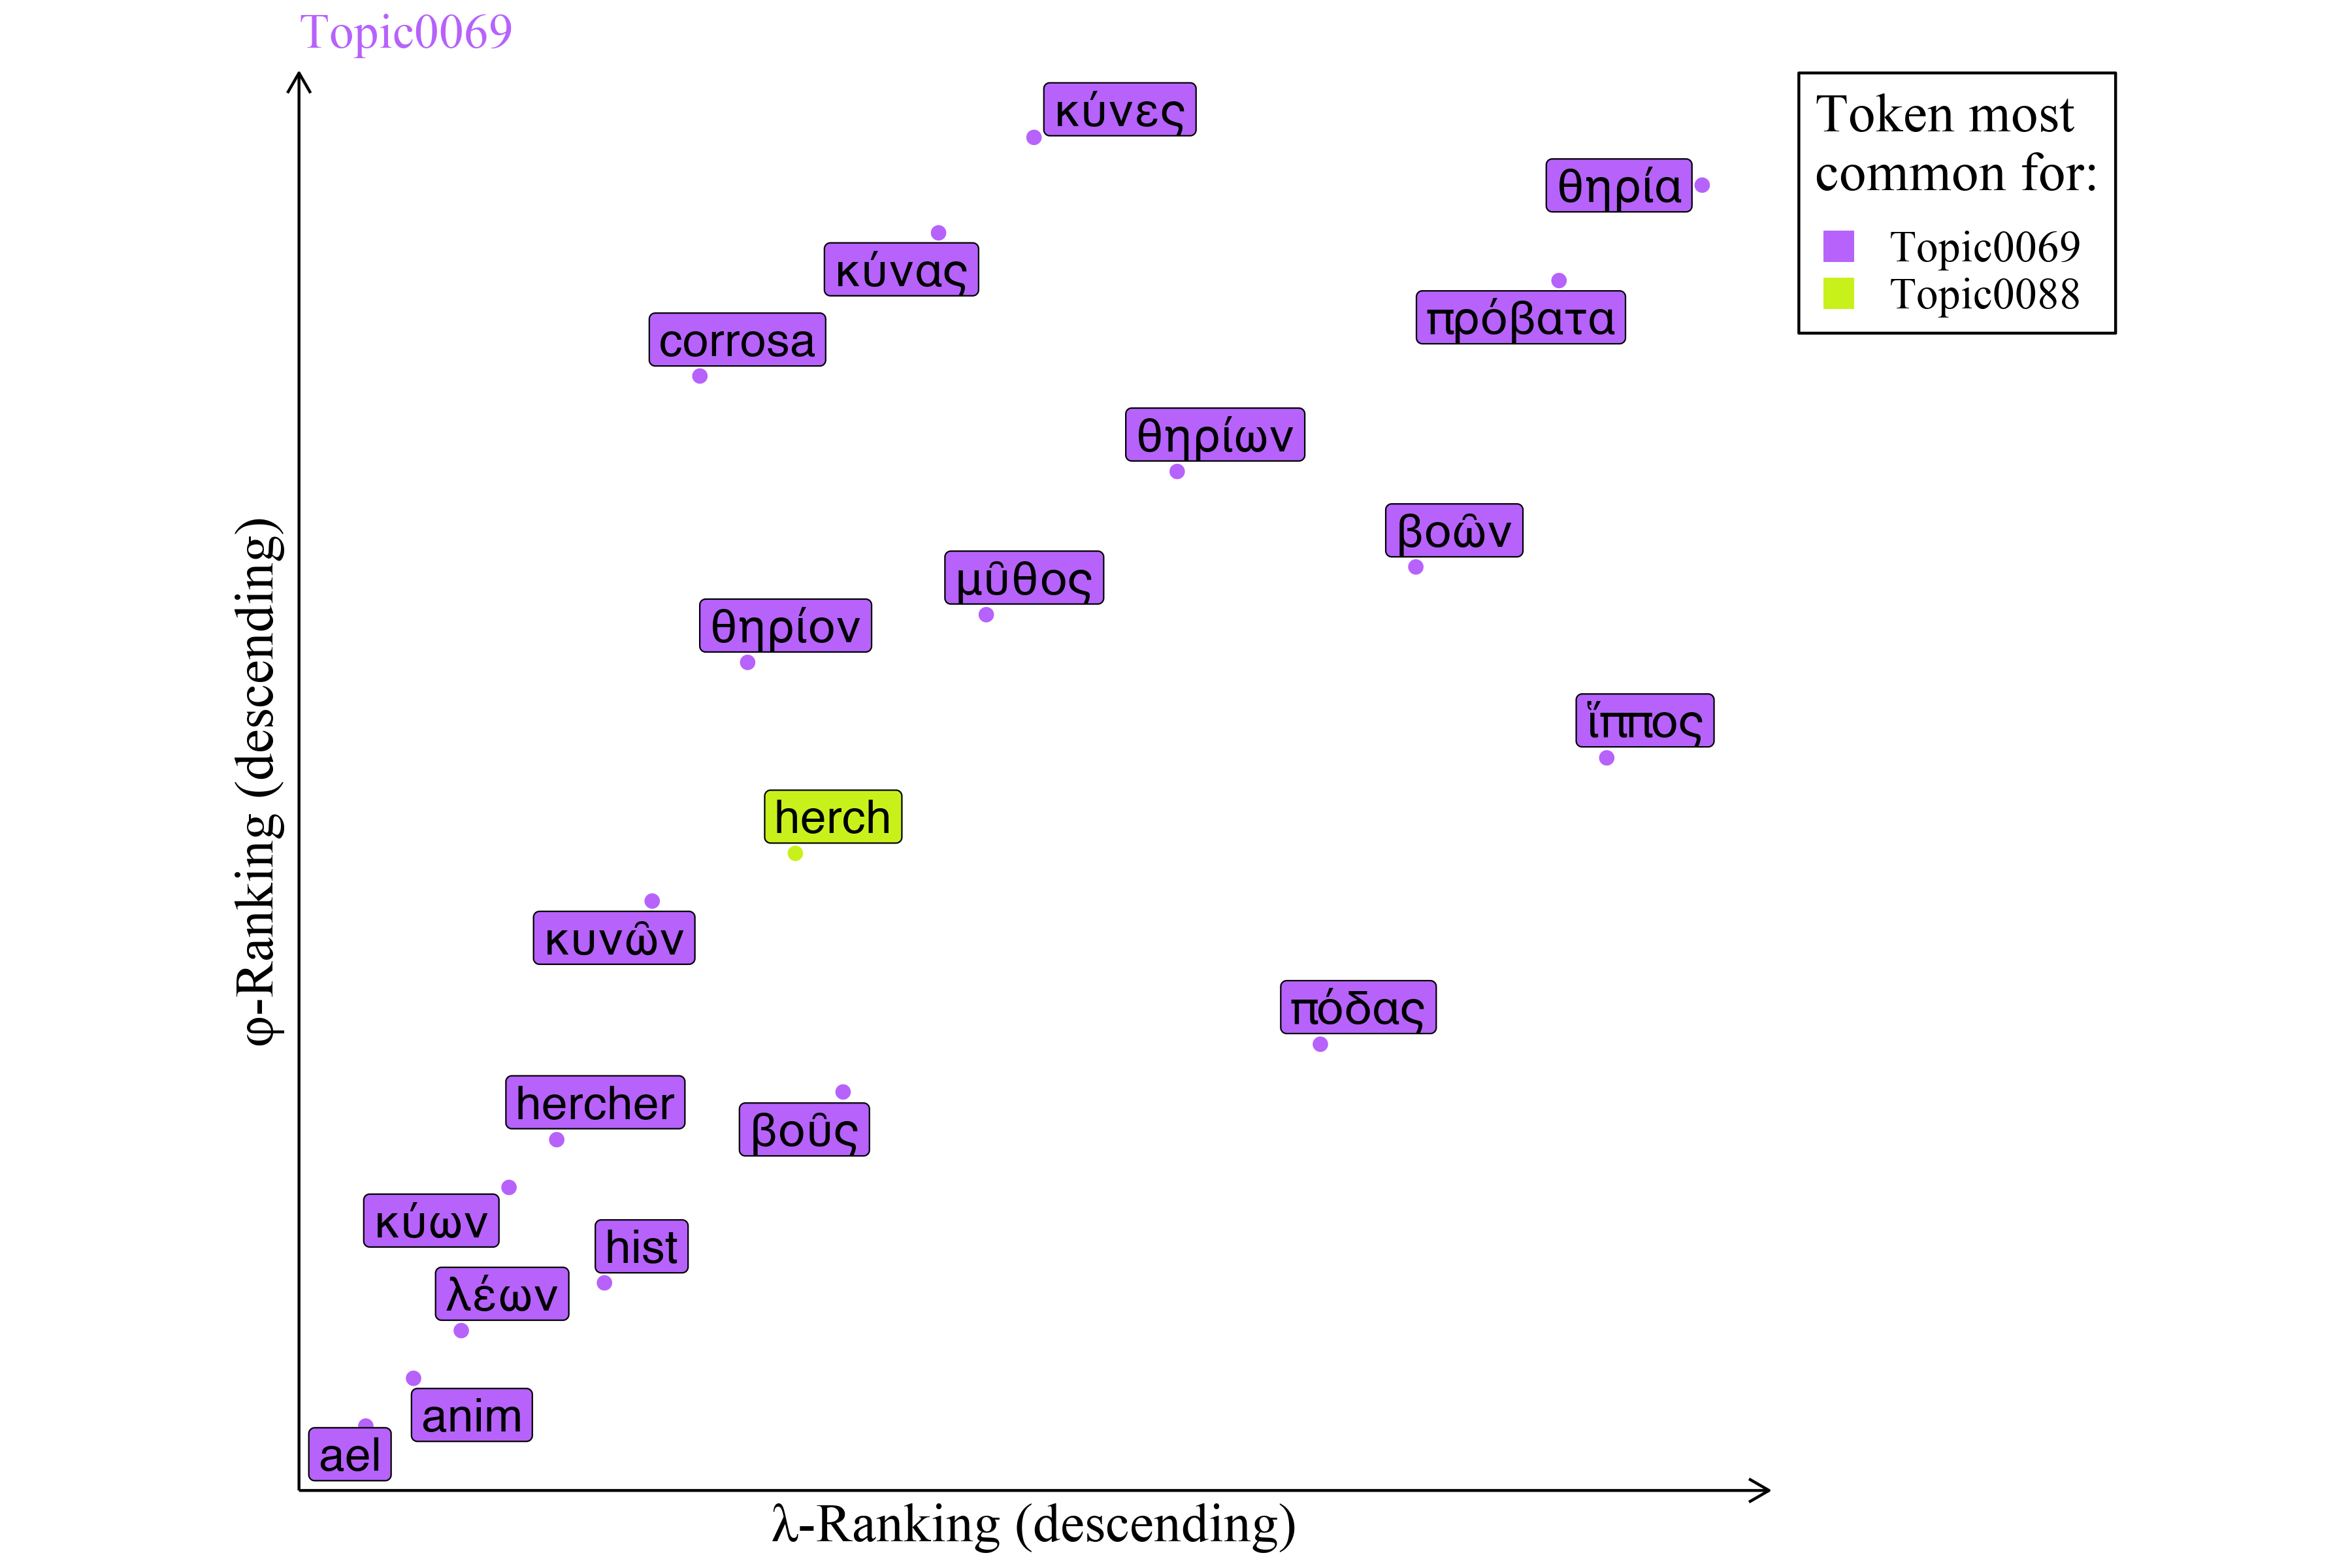 Topic0069
κύνες
θηρία
κύνας
πρόβατα
corrosa
θηρίων
βοῶν
μῦθος
θηρίον
ἵππος
herch
κυνῶν
πόδας
hercher
βοῦς
κύων
hist
λέων
anim
ael
φ-Ranking (descending)
λ-Ranking (descending)
Token most
common for:
Topic0069
Topic0088